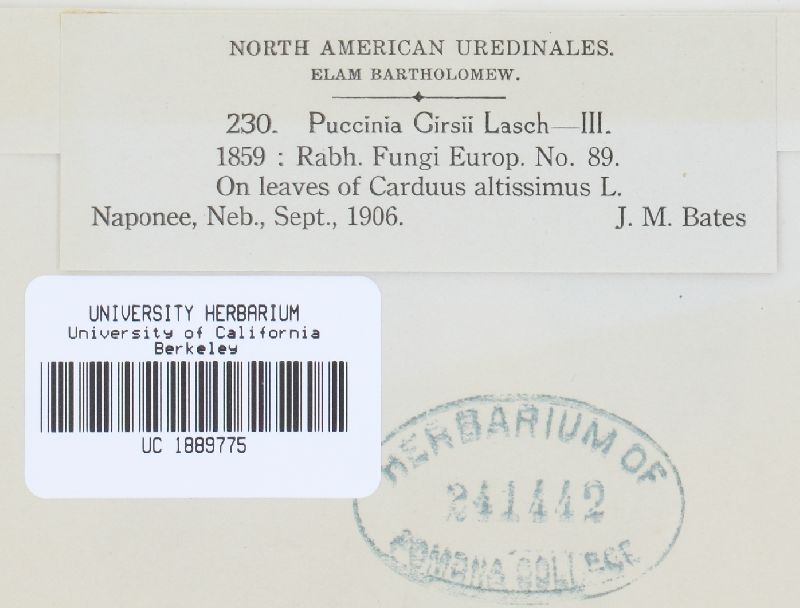 NORTH AMERICAN UREDINALES.
ELAM BARTHOLOMEW.
230. Puccinia Cirsii Lasch—III.
1859 : Rabh. Fungi Europ. No. 89.
On leaves of Carduus altissimus L.
Naponee, Neb., Sept., 1906. J. M. Bates
UNIVERSITY HERBARIUM
University of California
Berkeley
UC 1889775
HERBARIUM OF
241442
POMONA COLLEGE